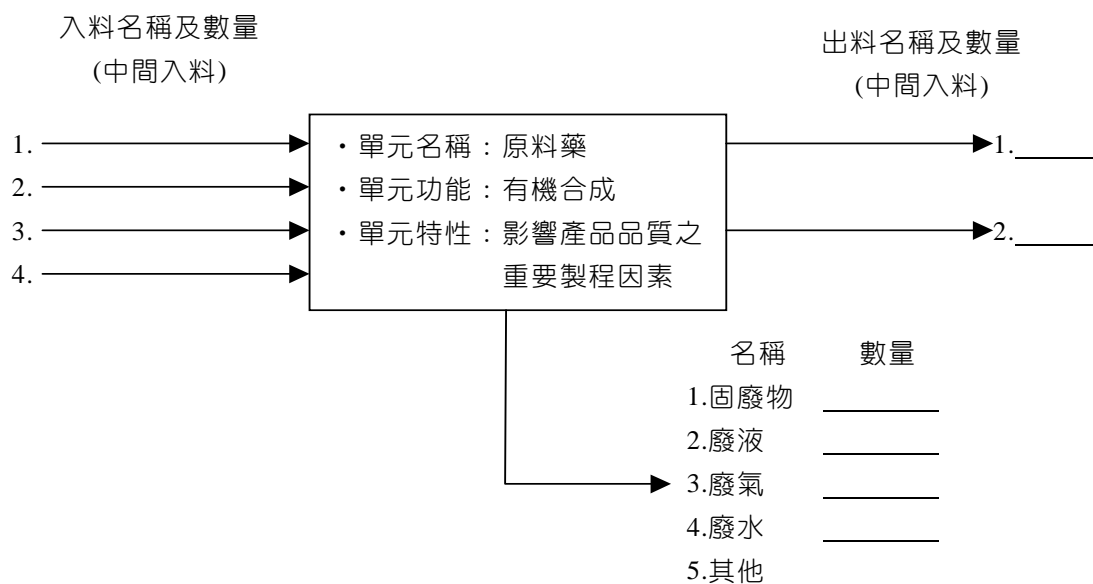 入料名稱及數量
(中間入料)
出料名稱及數量
(中間入料)
1.
2.
3.
4.
・單元名稱：原料藥
・單元功能：有機合成
・單元特性：影響產品品質之
重要製程因素
1.
2.
名稱 數量
1.固廢物
2.廢液
3.廢氣
4.廢水
5.其他